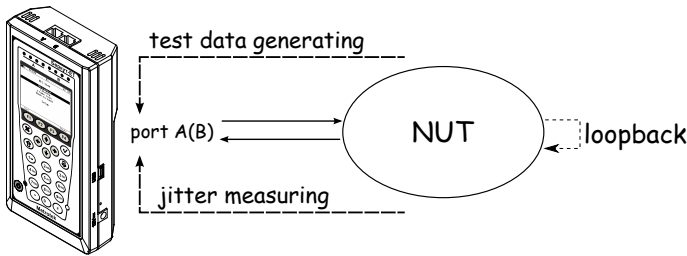 test data generating
port A(B)
NUT
loopback
jitter measuring